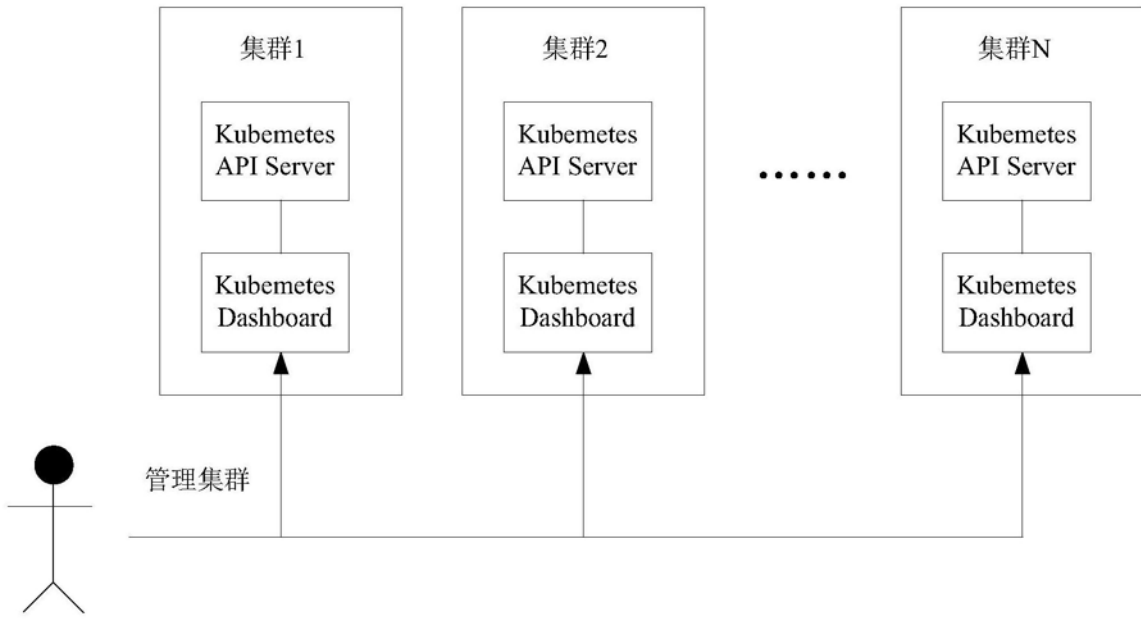 集群1
Kubemetes
API Server
Kubemetes
Dashboard
集群2
Kubemetes
API Server
Kubemetes
Dashboard
......
集群N
Kubemetes
API Server
Kubemetes
Dashboard
管理集群